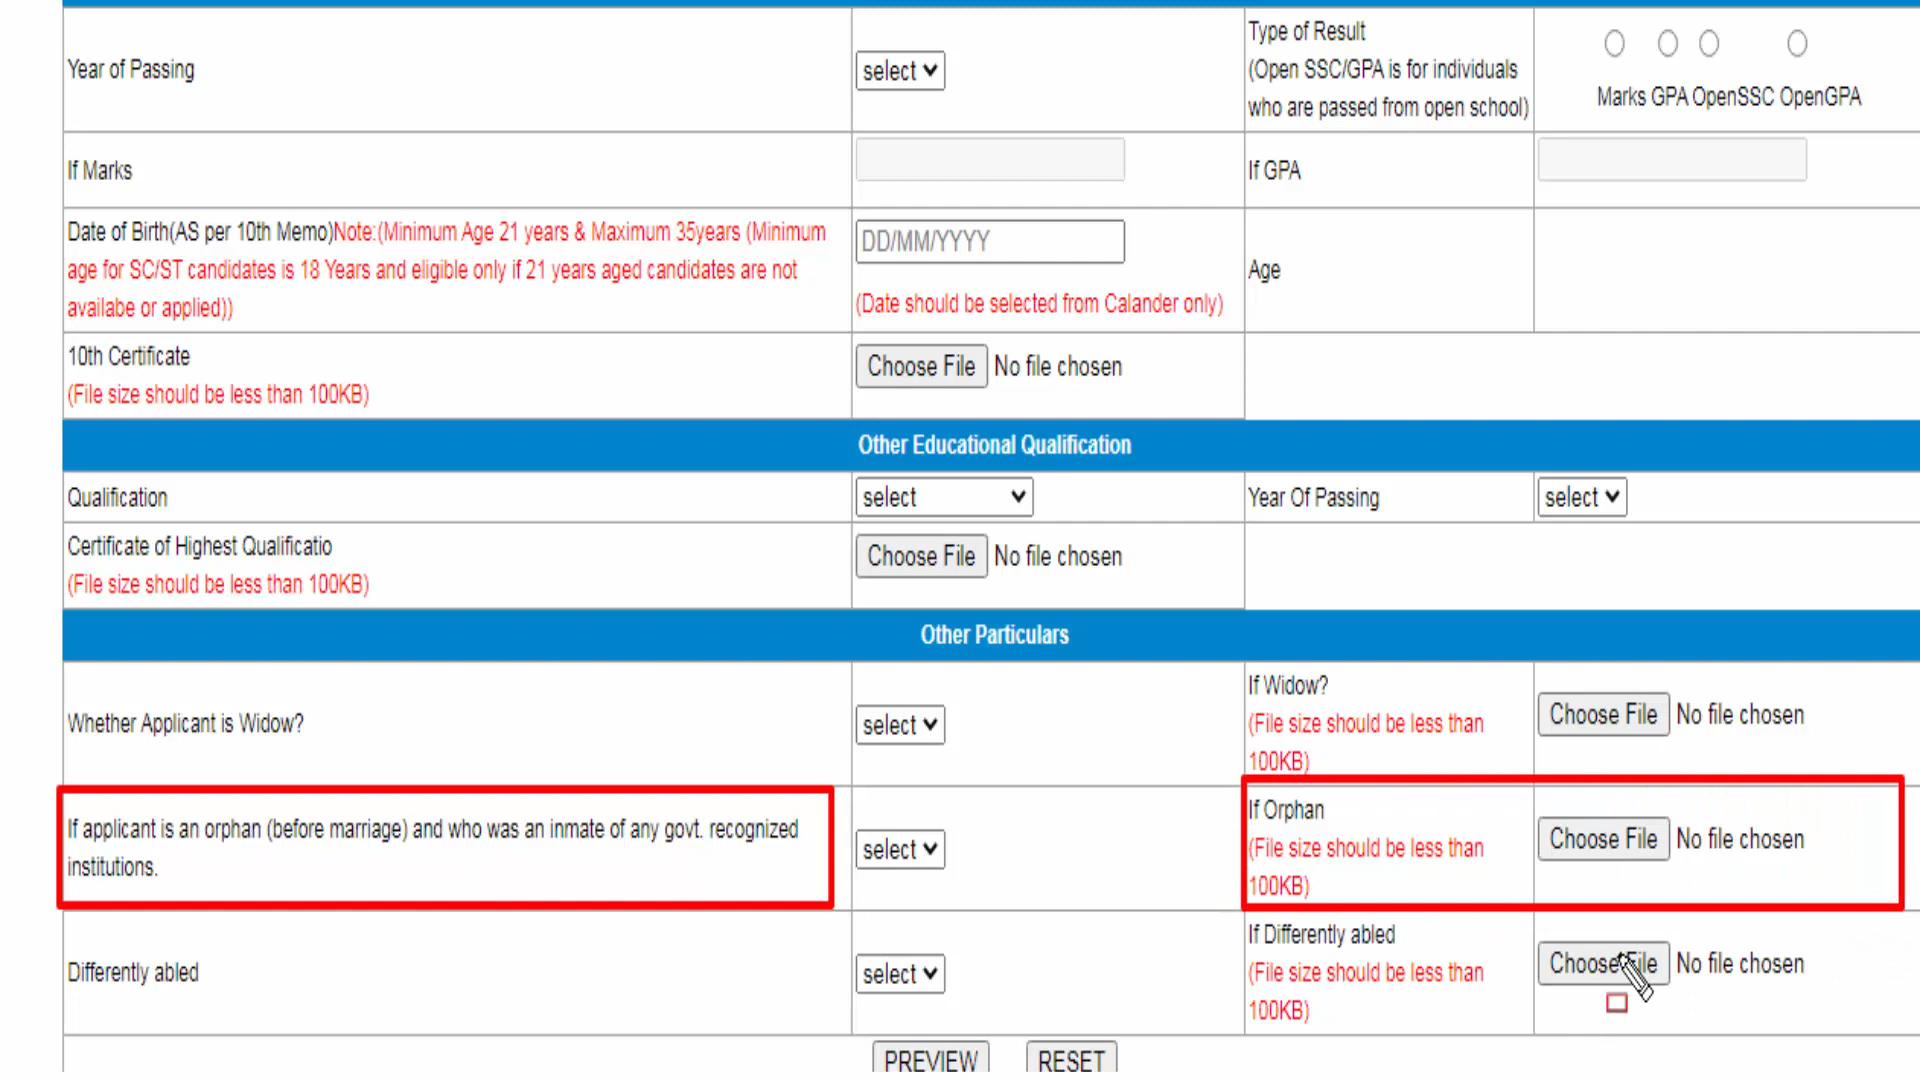 Year of Passing
select
Type of Result
(Open SSC/GPA is for individuals
who are passed from open school)
Marks GPA OpenSSC OpenGPA
If Marks
If GPA
Date of Birth(AS per 10th Memo)Note:(Minimum Age 21 years & Maximum 35years (Minimum
age for SC/ST candidates is 18 Years and eligible only if 21 years aged candidates are not
availabe or applied))
DD/MM/YYYY
(Date should be selected from Calander only)
Age
10th Certificate
(File size should be less than 100KB)
Choose File No file chosen
Other Educational Qualification
Qualification
select
Year Of Passing
select
Certificate of Highest Qualificatio
(File size should be less than 100KB)
Choose File No file chosen
Other Particulars
Whether Applicant is Widow?
select
If Widow?
(File size should be less than
100KB)
Choose File No file chosen
If applicant is an orphan (before marriage) and who was an inmate of any govt. recognized
institutions.
select
If Orphan
(File size should be less than
100KB)
Choose File No file chosen
Differently abled
select
If Differently abled
(File size should be less than
100KB)
Choose File No file chosen
PREVIEW RESET